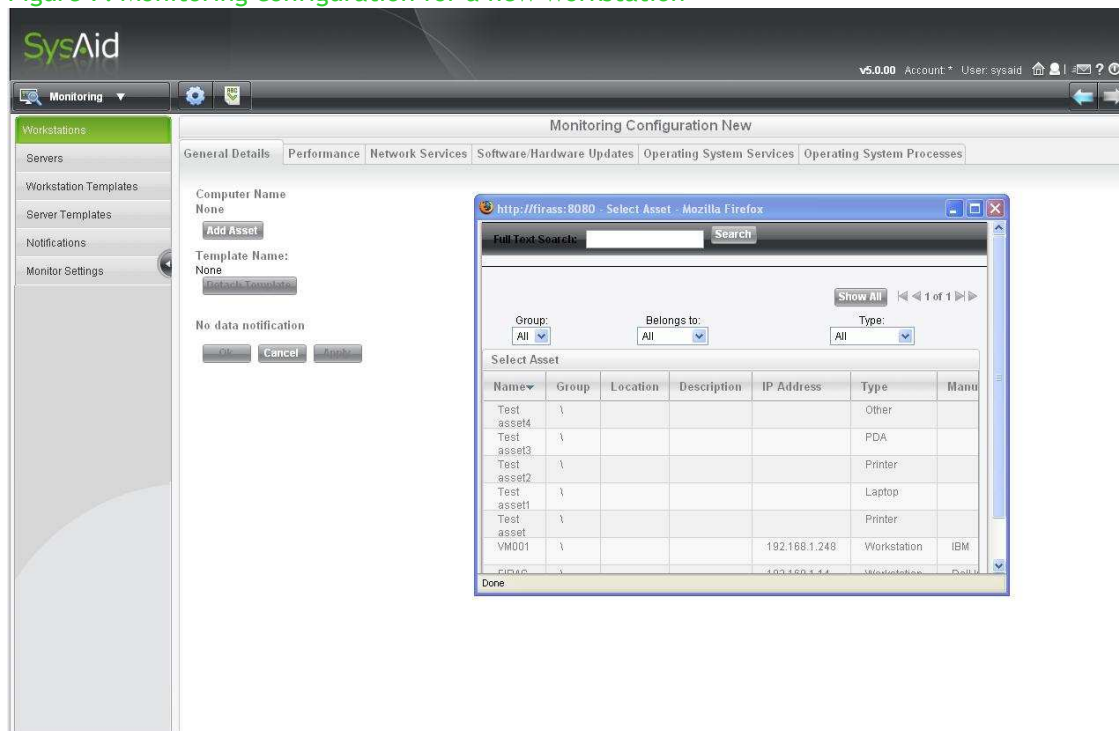 Figure 7: Monitoring configuration for a new workstation
SysAid
v5.0.00 Account:* User: sysaid
Monitoring
Monitoring Configuration New
Workstations
Servers
Workstation Templates
Server Templates
Notifications
Monitor Settings
General Details Performance Network Services Software/Hardware Updates Operating System Services Operating System Processes
Computer Name
None
Add Asset
Template Name:
None
Detach Template
No data notification
Ok Cancel Apply
http://firass:8080 - Select Asset - Mozilla Firefox
Full Text Search: Search
Show All 1 of 1
Group: Belongs to: Type:
All All All
Select Asset
Name Group Location Description IP Address Type Manu
Test asset4 \ Other
Test asset3 \ PDA
Test asset2 \ Printer
Test asset1 \ Laptop
Test asset \ Printer
VM001 \ 192.168.1.248 Workstation IBM
192.168.1.14 Workstation
Done